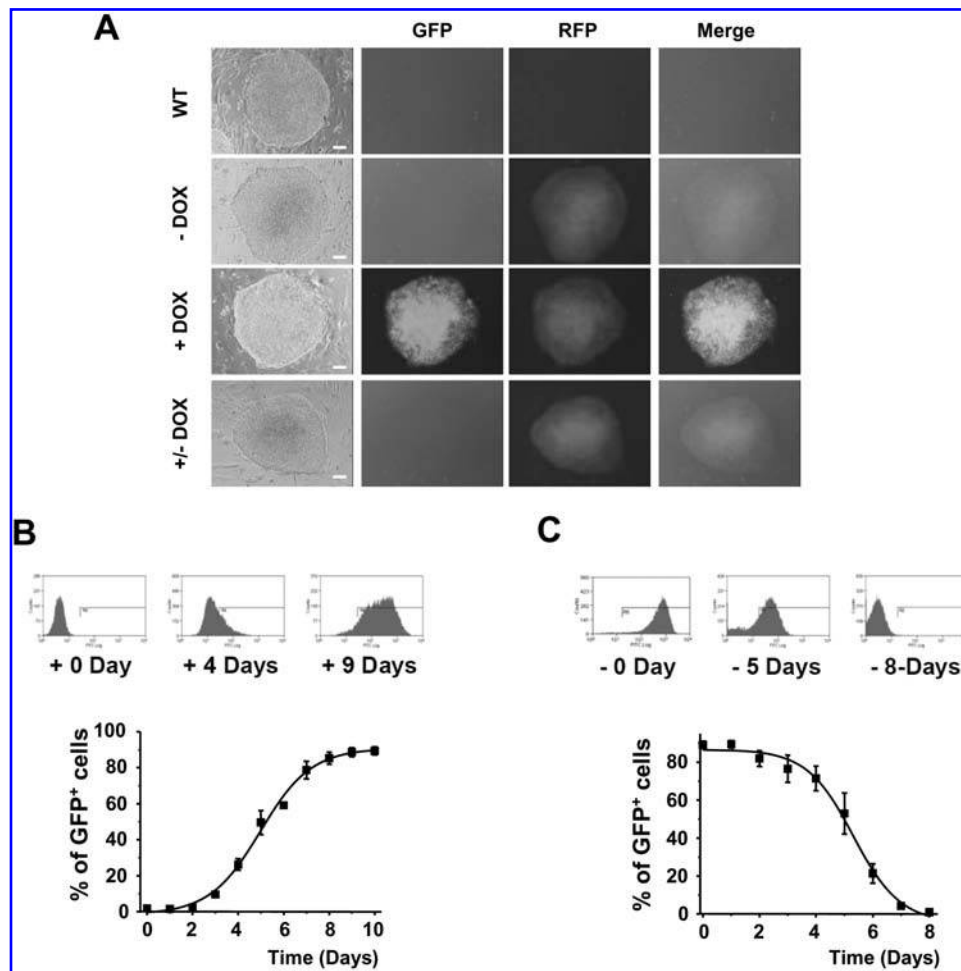 A
GFP RFP Merge
WT
- DOX
+ DOX
+/- DOX
B
+ 0 Day + 4 Days + 9 Days
% of GFP⁺ cells
100
80
60
40
20
0
0 2 4 6 8 10
Time (Days)
C
- 0 Day - 5 Days - 8-Days
% of GFP⁺ cells
80
60
40
20
0
0 2 4 6 8
Time (Days)